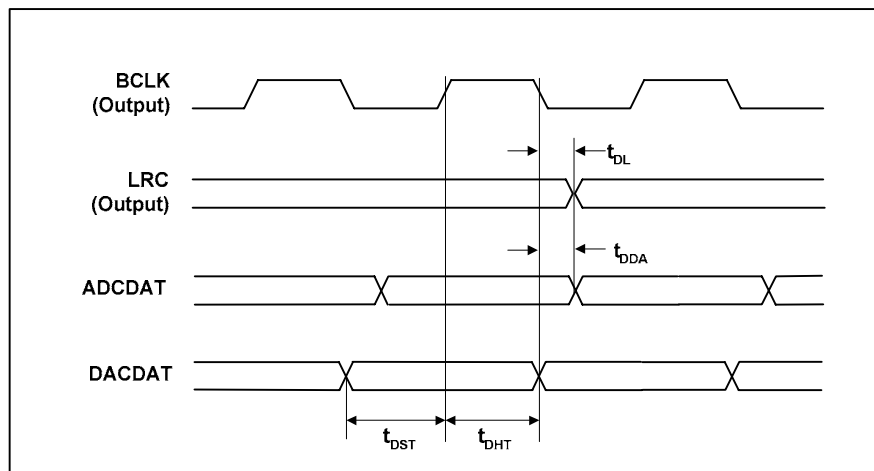 BCLK
(Output)
t_DL
LRC
(Output)
t_DDA
ADCDAT
DACDAT
t_DST
t_DHT